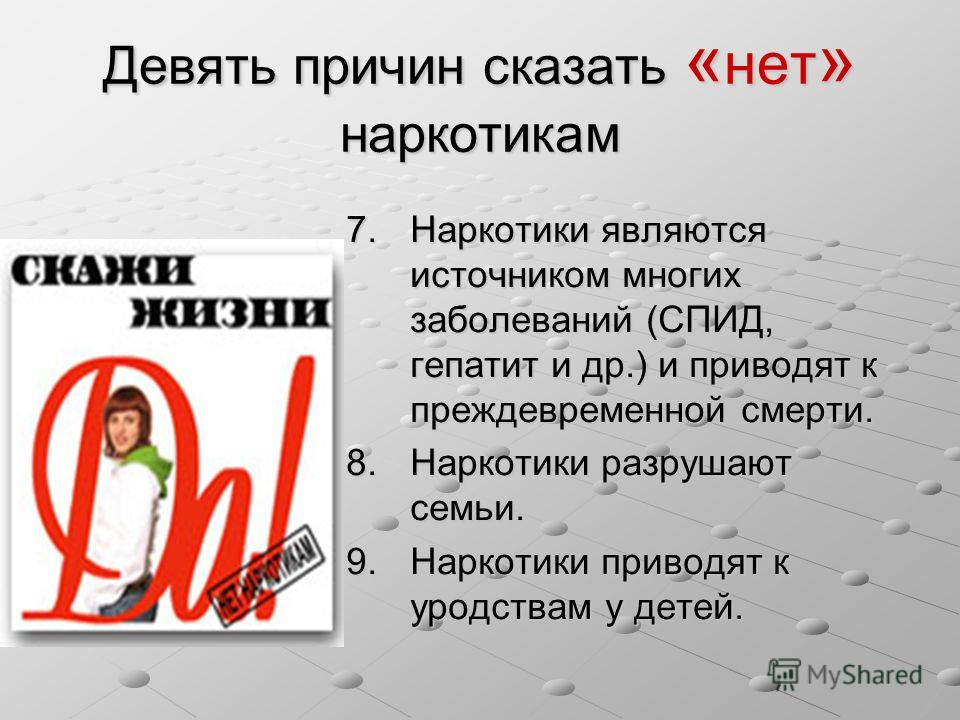 Девять причин сказать «нет»
наркотикам
7. Наркотики являются
источником многих
заболеваний (СПИД,
гепатит и др.) и приводят к
преждевременной смерти.
8. Наркотики разрушают
семьи.
9. Наркотики приводят к
уродствам у детей.
СКАЖИ
ЖИЗНИ
Да!
НЕТ НАРКОТИКАМ
MyShared